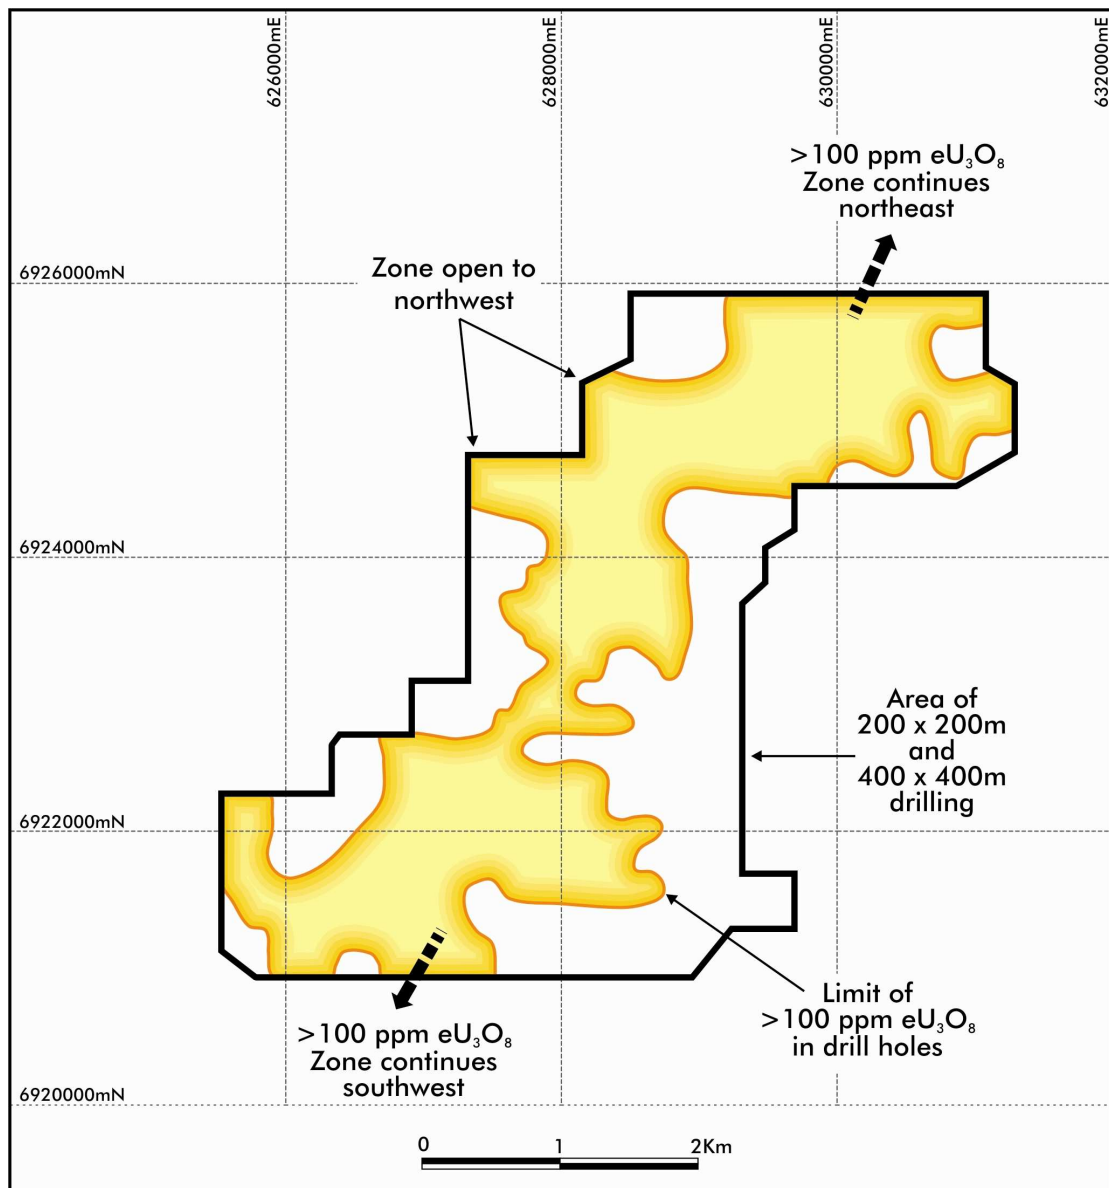 626000mE
628000mE
630000mE
632000mE
>100 ppm eU₃O₈
Zone continues
northeast
6926000mN
Zone open to
northwest
6924000mN
Area of
200 x 200m
and
400 x 400m
drilling
6922000mN
Limit of
>100 ppm eU₃O₈
in drill holes
>100 ppm eU₃O₈
Zone continues
southwest
6920000mN
0 1 2Km